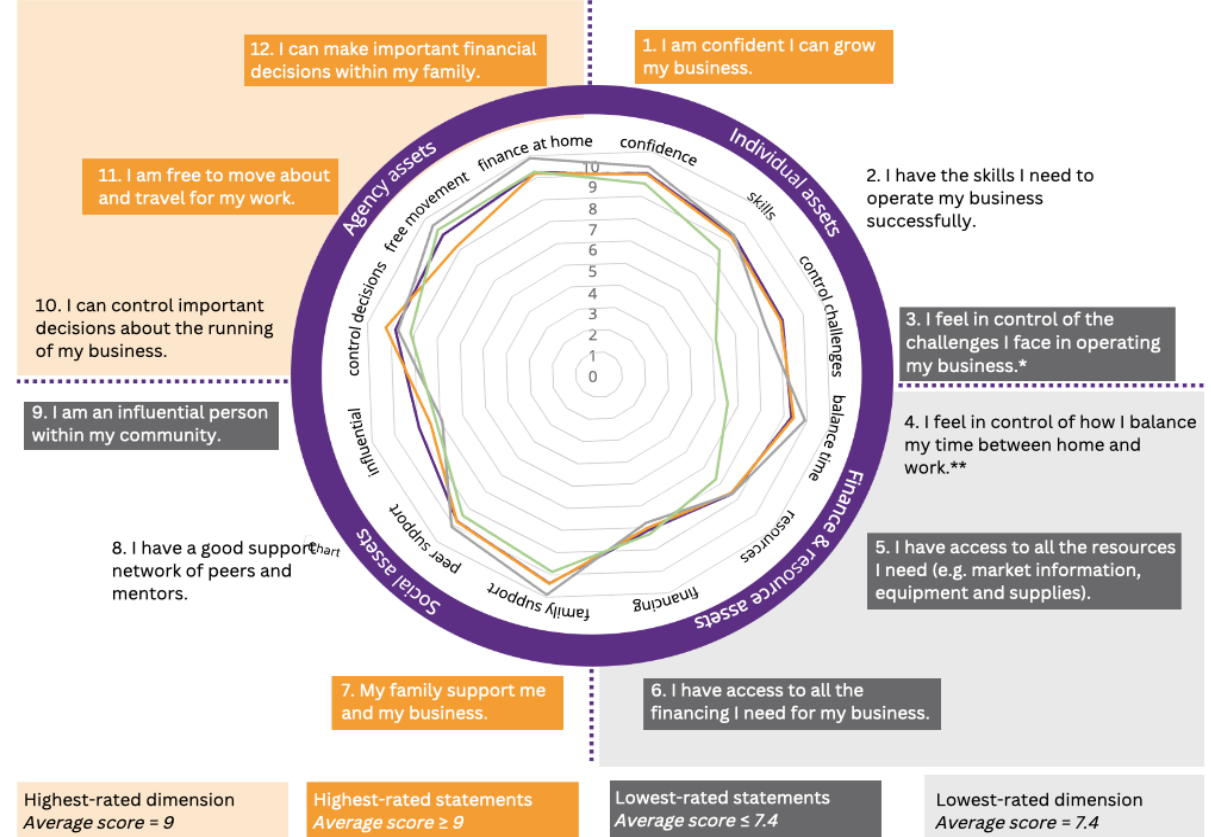 12. I can make important financial
decisions within my family.
1. I am confident I can grow
my business.
11. I am free to move about
and travel for my work.
2. I have the skills I need to
operate my business
successfully.
10. I can control important
decisions about the running
of my business.
3. I feel in control of the
challenges I face in operating
my business.*
9. I am an influential person
within my community.
4. I feel in control of how I balance
my time between home and
work.**
8. I have a good support
network of peers and
mentors.
5. I have access to all the resources
I need (e.g. market information,
equipment and supplies).
7. My family support me
and my business.
6. I have access to all the
financing I need for my business.
Agency assets
Individual assets
Finance & resource assets
Social assets
finance at home
confidence
skills
control challenges
balance time
resources
financing
family support
peer support
influential
control decisions
free movement
Chart
10
9
8
7
6
5
4
3
2
1
0
Highest-rated dimension
Average score = 9
Highest-rated statements
Average score ≥ 9
Lowest-rated statements
Average score ≤ 7.4
Lowest-rated dimension
Average score = 7.4